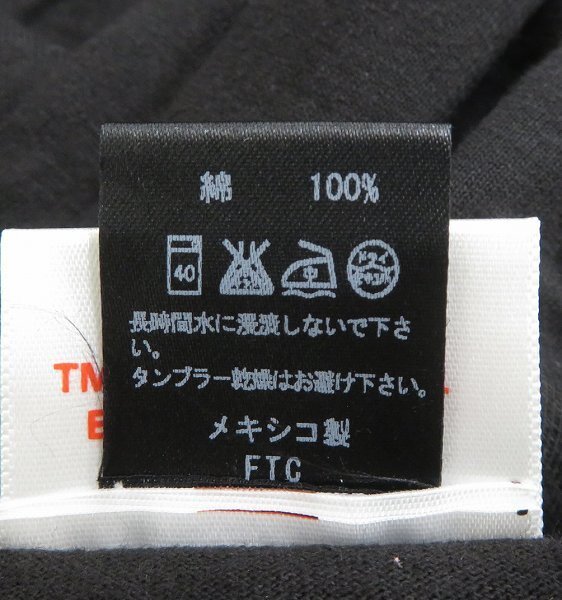 綿 100%
40
中
ドライ
長時間水に浸漬しないで下さ
い。
タンブラー乾燥はお避け下さい。
TM
E
メキシコ製
FTC